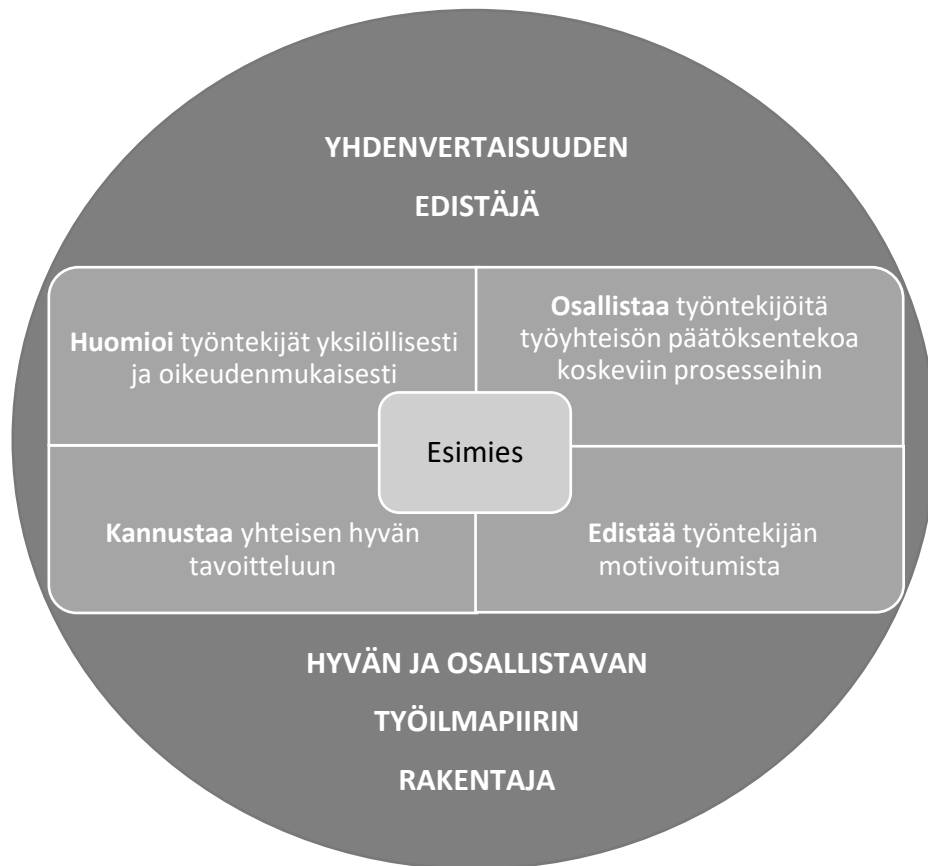 YHDENVERTAISUUDEN
EDISTÄJÄ
Huomioi työntekijät yksilöllisesti
ja oikeudenmukaisesti
Osallistaa työntekijöitä
työyhteisön päätöksentekoa
koskeviin prosesseihin
Esimies
Kannustaa yhteisen hyvän
tavoitteluun
Edistää työntekijän
motivoitumista
HYVÄN JA OSALLISTAVAN
TYÖILMAPIIRIN
RAKENTAJA